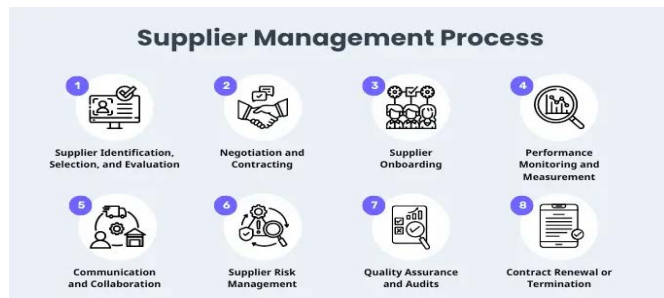 Supplier Management Process
1
Supplier Identification,
Selection, and Evaluation
2
Negotiation and
Contracting
3
Supplier
Onboarding
4
Performance
Monitoring and
Measurement
5
Communication
and Collaboration
6
Supplier Risk
Management
7
Quality Assurance
and Audits
8
Contract Renewal or
Termination